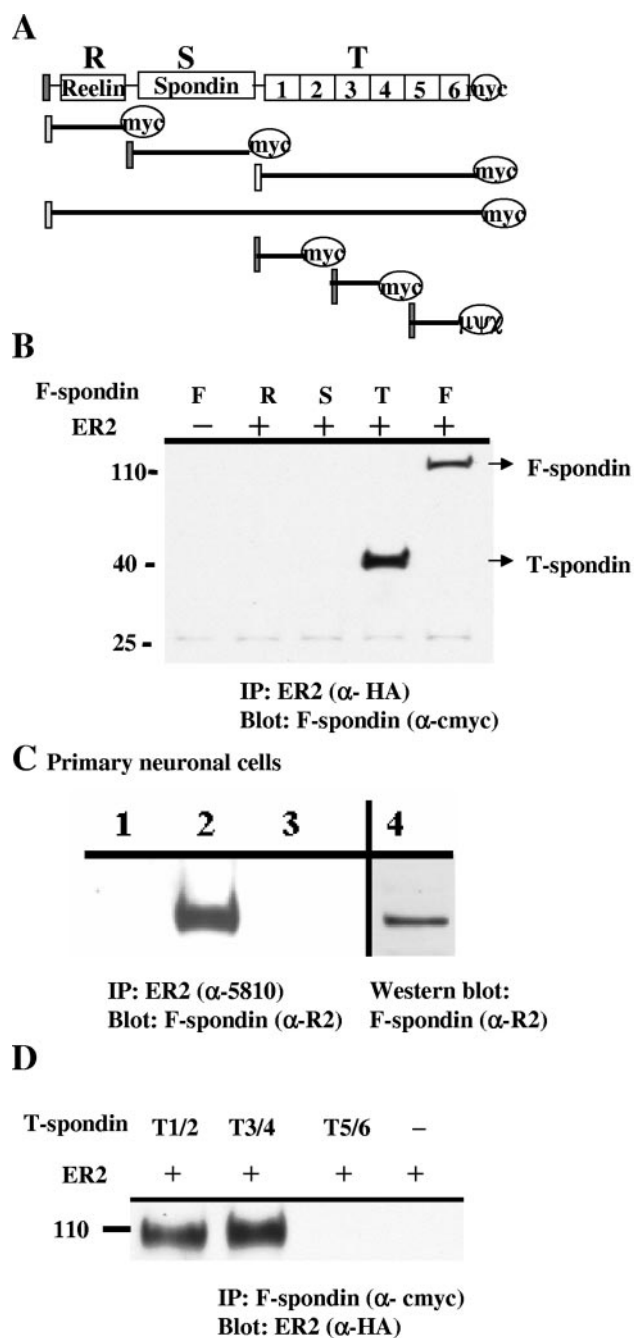 A
R S T
Reelin Spondin 1 2 3 4 5 6 myc
myc
myc
myc
myc
myc
myc
μψχ
B
F-spondin F R S T F
ER2 – + + + +
110- F-spondin
40 - T-spondin
25 -
IP: ER2 (α- HA)
Blot: F-spondin (α-cmyc)
C Primary neuronal cells
1 2 3 4
IP: ER2 (α-5810) Western blot:
Blot: F-spondin (α-R2) F-spondin (α-R2)
D
T-spondin T1/2 T3/4 T5/6 –
ER2 + + + +
110
IP: F-spondin (α- cmyc)
Blot: ER2 (α-HA)